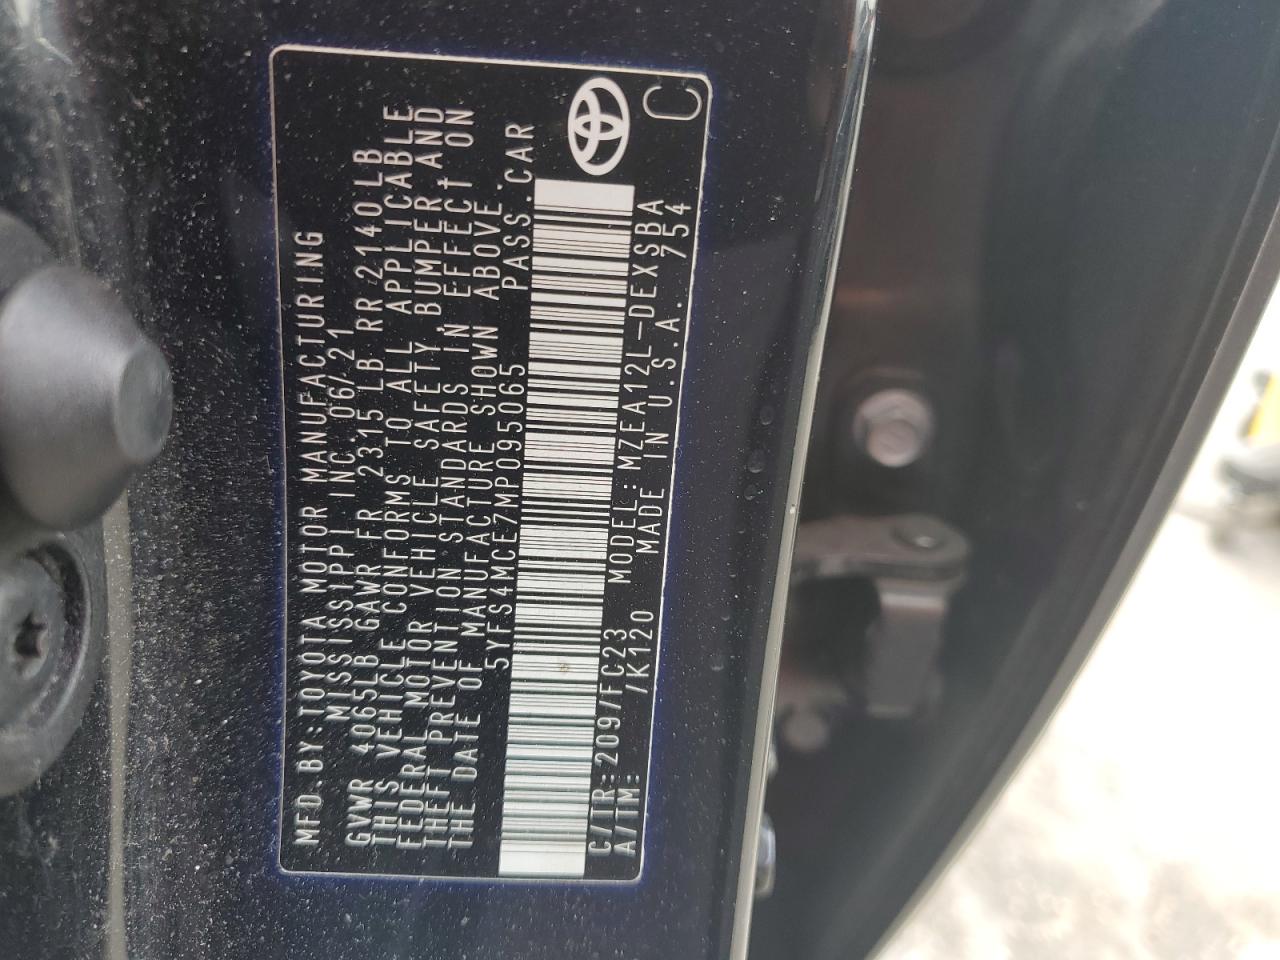 MFD.BY:TOYOTA MOTOR MANUFACTURING
MISSISSIPPI INC.06/21
GVWR 4065LB GAWR FR 2315 LB RR 2140LB
THIS VEHICLE CONFORMS TO ALL APPLICABLE
FEDERAL MOTOR VEHICLE SAFETY,BUMPER,AND
THEFT PREVENTION STANDARDS IN EFFECT ON
THE DATE OF MANUFACTURE SHOWN ABOVE.
5YFS4MCE7MP095065 PASS.CAR
C/TR:209/FC23 MODEL:MZEA12L-DEXSBA
A/TM: /K120 MADE IN U.S.A. 754
C